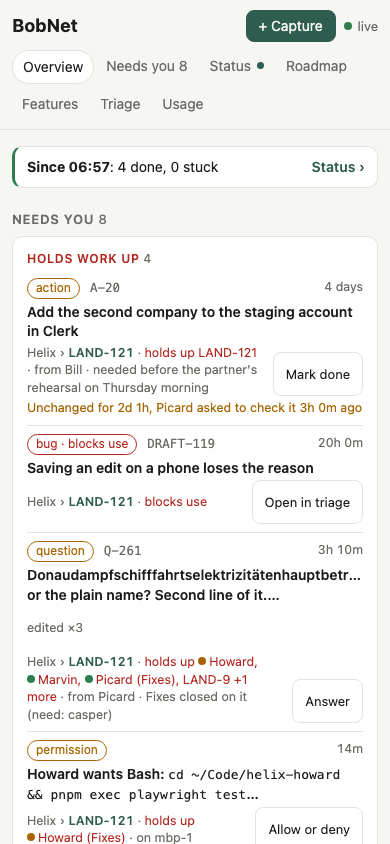 BobNet
+ Capture
live
Overview
Needs you 8
Status
Roadmap
Features
Triage
Usage
Since 06:57: 4 done, 0 stuck
Status ›
NEEDS YOU 8
HOLDS WORK UP 4
action A-20
4 days
Add the second company to the staging account
in Clerk
Helix › LAND-121 · holds up LAND-121
· from Bill · needed before the partner's
rehearsal on Thursday morning
Mark done
Unchanged for 2d 1h, Picard asked to check it 3h 0m ago
bug · blocks use DRAFT-119
20h 0m
Saving an edit on a phone loses the reason
Helix › LAND-121 · blocks use
Open in triage
question Q-261
3h 10m
Donaudampfschifffahrtselektrizitätenhauptbetr...
or the plain name? Second line of it....
edited ×3
Helix › LAND-121 · holds up Howard,
Marvin, Picard (Fixes), LAND-9 +1
more · from Picard · Fixes closed on it
(need: casper)
Answer
permission
14m
Howard wants Bash: cd ~/Code/helix-howard
&& pnpm exec playwright test...
Helix › LAND-121 · holds up
Howard (Fixes) · on mbp-1
Allow or deny